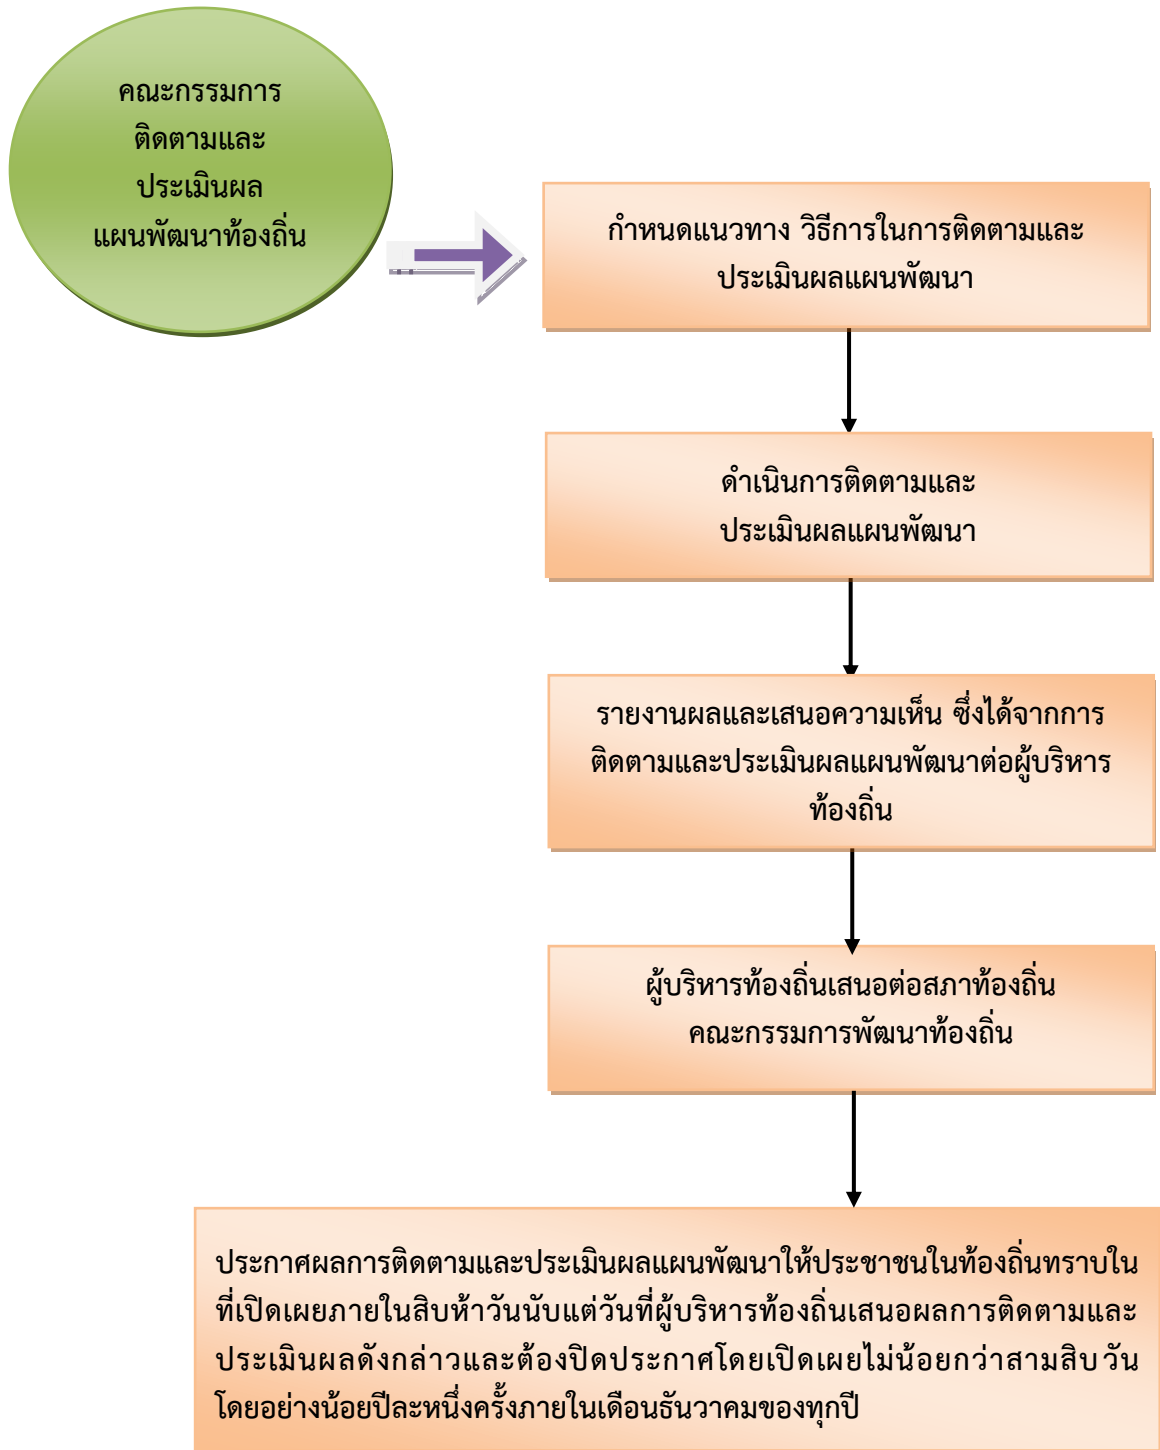 คณะกรรมการ
ติดตามและ
ประเมินผล
แผนพัฒนาท้องถิ่น
กำหนดแนวทาง วิธีการในการติดตามและ
ประเมินผลแผนพัฒนา
ดำเนินการติดตามและ
ประเมินผลแผนพัฒนา
รายงานผลและเสนอความเห็น ซึ่งได้จากการ
ติดตามและประเมินผลแผนพัฒนาต่อผู้บริหาร
ท้องถิ่น
ผู้บริหารท้องถิ่นเสนอต่อสภาท้องถิ่น
คณะกรรมการพัฒนาท้องถิ่น
ประกาศผลการติดตามและประเมินผลแผนพัฒนาให้ประชาชนในท้องถิ่นทราบใน
ที่เปิดเผยภายในสิบห้าวันนับแต่วันที่ผู้บริหารท้องถิ่นเสนอผลการติดตามและ
ประเมินผลดังกล่าวและต้องปิดประกาศโดยเปิดเผยไม่น้อยกว่าสามสิบวัน
โดยอย่างน้อยปีละหนึ่งครั้งภายในเดือนธันวาคมของทุกปี